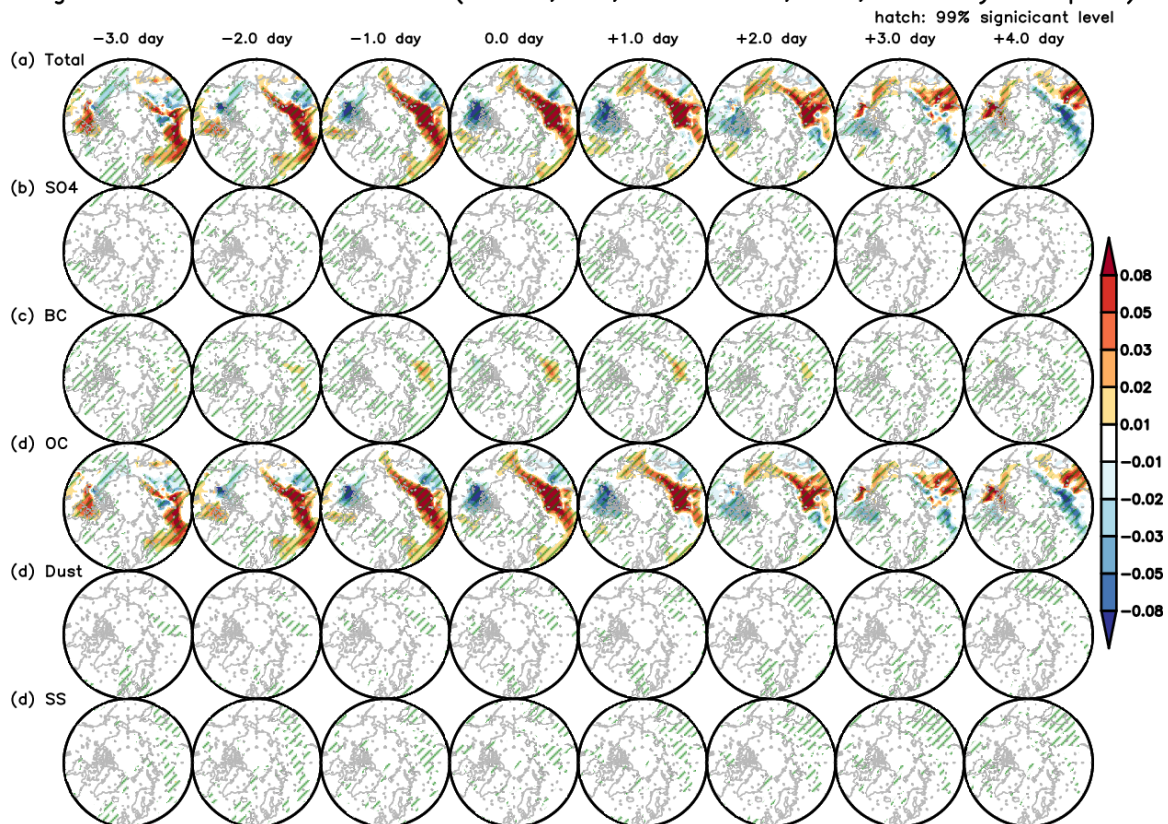 hatch: 99% signicicant level
-3.0 day -2.0 day -1.0 day 0.0 day +1.0 day +2.0 day +3.0 day +4.0 day
(a) Total
(b) SO4
(c) BC
(d) OC
(d) Dust
(d) SS
0.08
0.05
0.03
0.02
0.01
-0.01
-0.02
-0.03
-0.05
-0.08